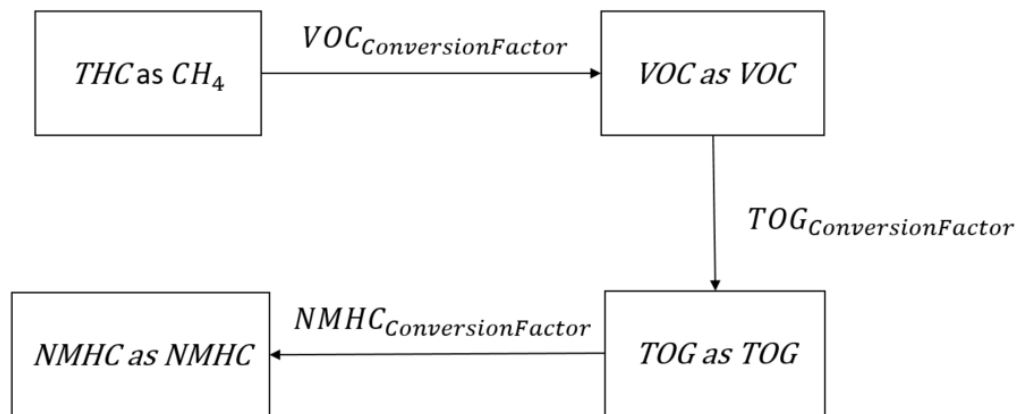 THC as CH₄
VOC_ConversionFactor
VOC as VOC
TOG_ConversionFactor
TOG as TOG
NMHC_ConversionFactor
NMHC as NMHC